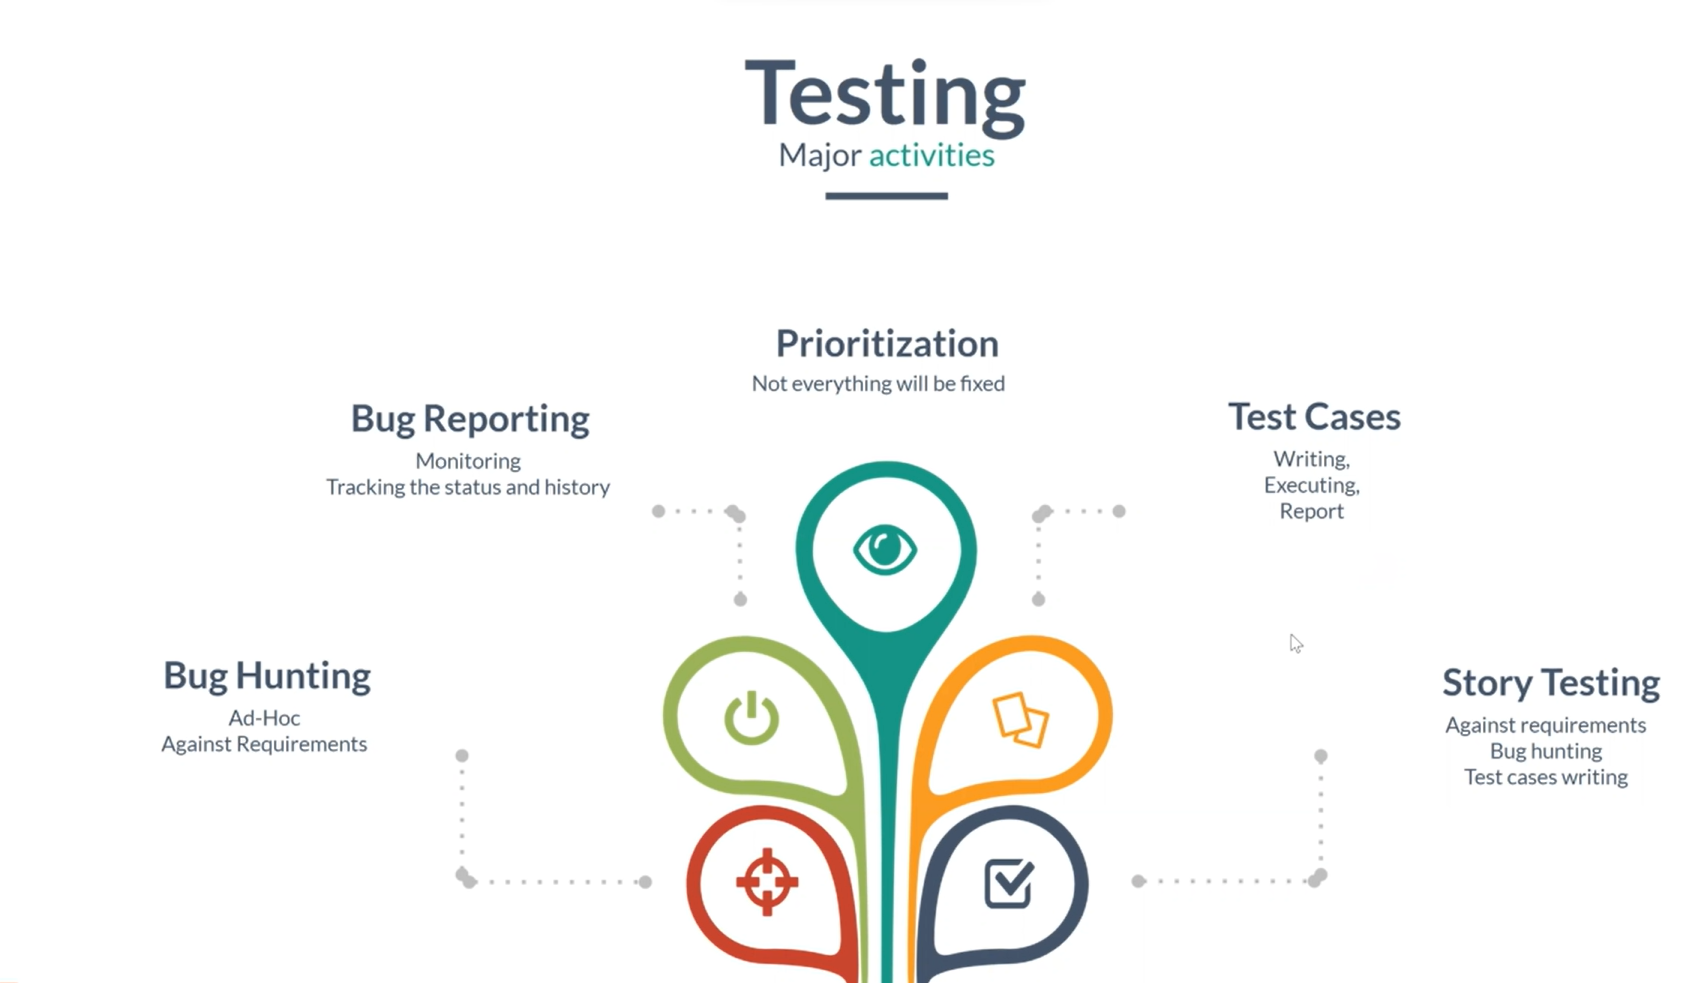 Testing
Major activities
Prioritization
Not everything will be fixed
Bug Reporting
Monitoring
Tracking the status and history
Test Cases
Writing,
Executing,
Report
Bug Hunting
Ad-Hoc
Against Requirements
Story Testing
Against requirements
Bug hunting
Test cases writing